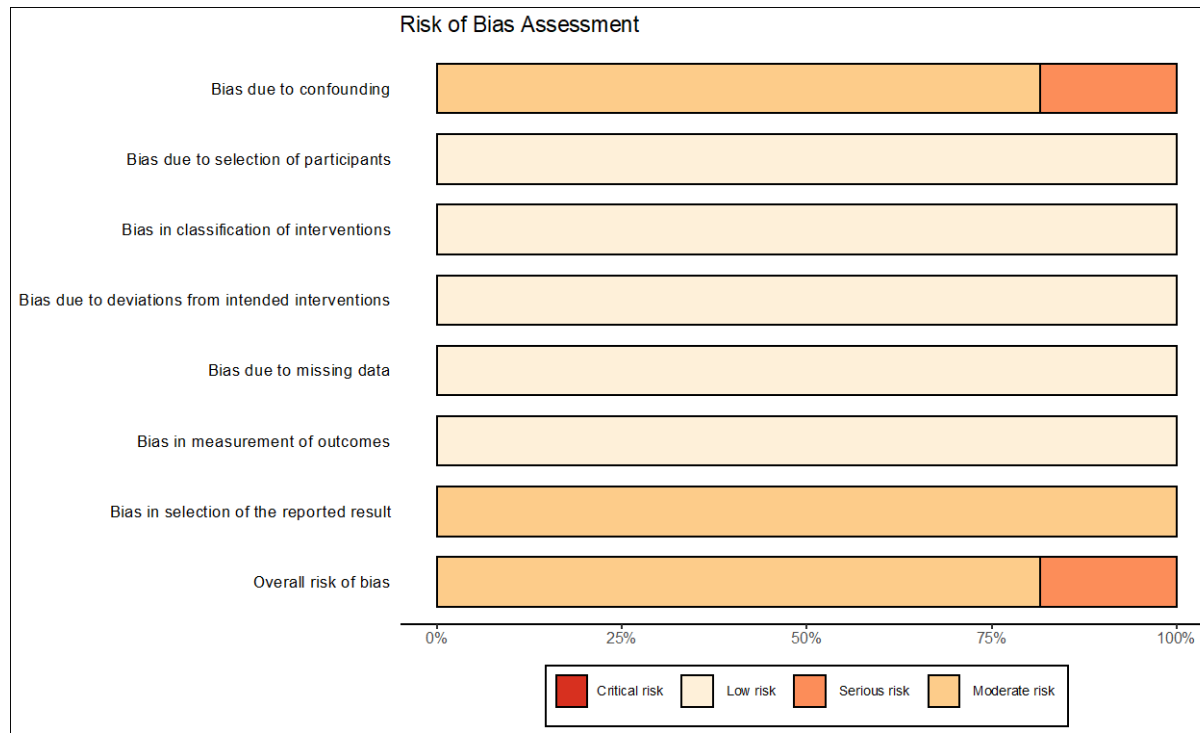 Risk of Bias Assessment
Bias due to confounding
Bias due to selection of participants
Bias in classification of interventions
Bias due to deviations from intended interventions
Bias due to missing data
Bias in measurement of outcomes
Bias in selection of the reported result
Overall risk of bias
0% 25% 50% 75% 100%
Critical risk Low risk Serious risk Moderate risk